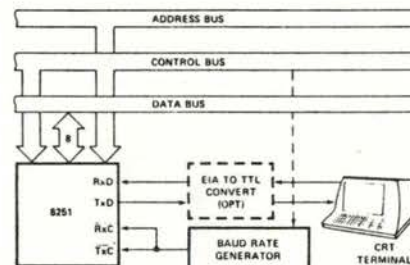 ADDRESS BUS
CONTROL BUS
DATA BUS
8
8251
RxD
TxD
RxC
TxC
EIA TO TTL
CONVERT
(OPT)
BAUD RATE
GENERATOR
CRT
TERMINAL